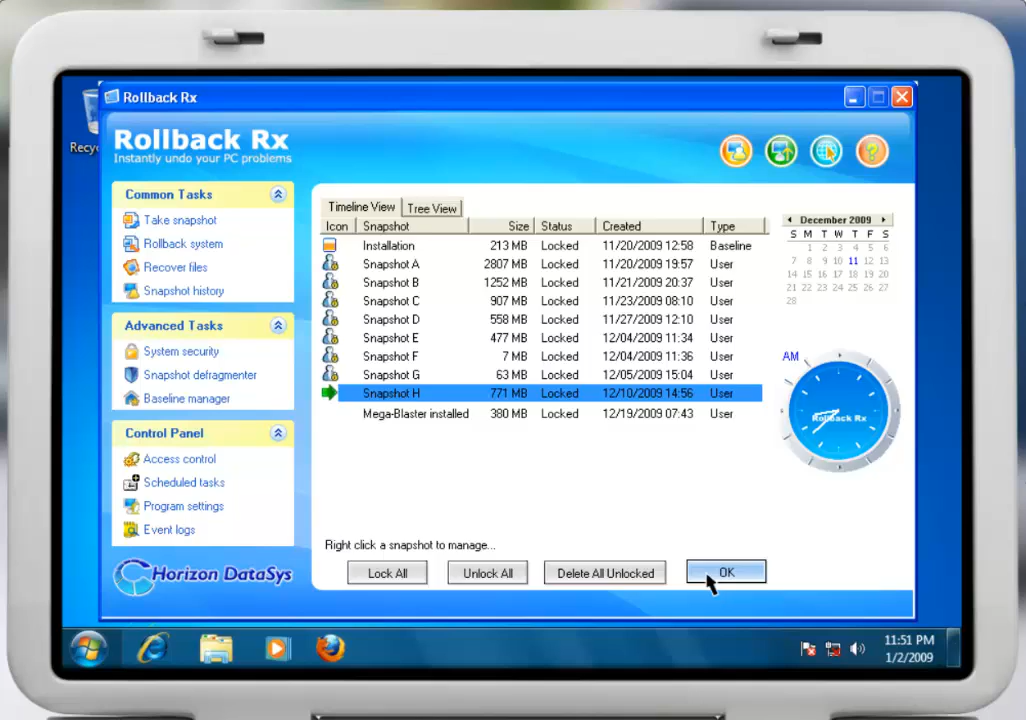 Recy
Rollback Rx
Rollback Rx
Instantly undo your PC problems
Common Tasks
Take snapshot
Rollback system
Recover files
Snapshot history
Advanced Tasks
System security
Snapshot defragmenter
Baseline manager
Control Panel
Access control
Scheduled tasks
Program settings
Event logs
Horizon DataSys
Timeline View Tree View
Icon Snapshot Size Status Created Type
Installation 213 MB Locked 11/20/2009 12:58 Baseline
Snapshot A 2807 MB Locked 11/20/2009 19:57 User
Snapshot B 1252 MB Locked 11/21/2009 20:37 User
Snapshot C 907 MB Locked 11/23/2009 08:10 User
Snapshot D 558 MB Locked 11/27/2009 12:10 User
Snapshot E 477 MB Locked 12/04/2009 11:34 User
Snapshot F 7 MB Locked 12/04/2009 11:36 User
Snapshot G 63 MB Locked 12/05/2009 15:04 User
Snapshot H 771 MB Locked 12/10/2009 14:56 User
Mega-Blaster installed 380 MB Locked 12/19/2009 07:43 User
Right click a snapshot to manage...
Lock All Unlock All Delete All Unlocked OK
December 2009
S M T W T F S
1 2 3 4 5 6
7 8 9 10 11 12 13
14 15 16 17 18 19 20
21 22 23 24 25 26 27
28
AM
Rollback Rx
11:51 PM
1/2/2009